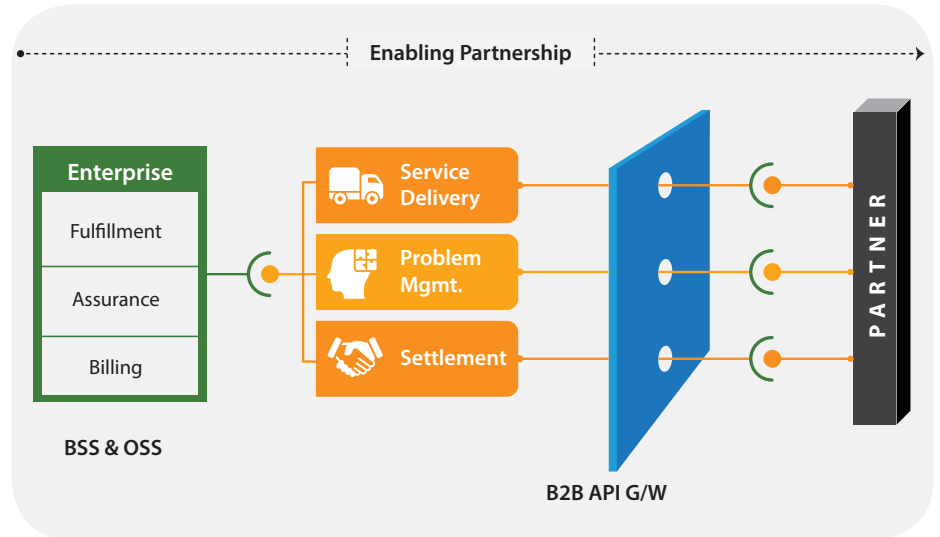 Enabling Partnership
Enterprise
Fulfillment
Assurance
Billing
BSS & OSS
Service
Delivery
Problem
Mgmt.
Settlement
B2B API G/W
PARTNER